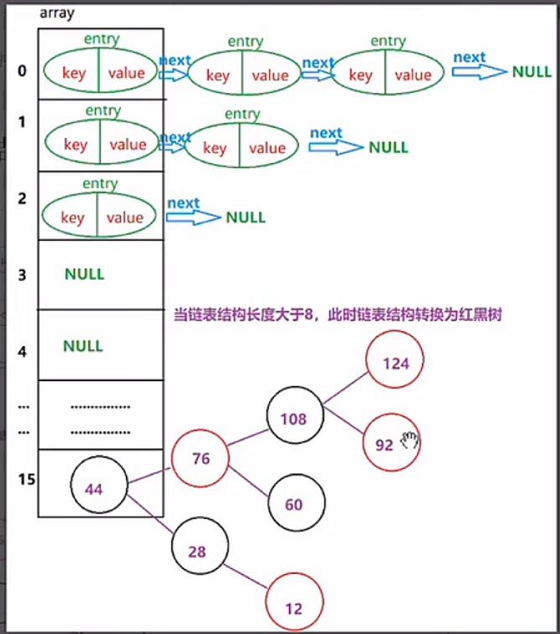 array
entry entry entry
0 key value next key value next key value next NULL
entry entry
1 key value next key value next NULL
entry
2 key value next NULL
3 NULL
当链表结构长度大于8，此时链表结构转换为红黑树
4 NULL
124
... ...............
108
... ...............
92
76
15 44
60
28
12